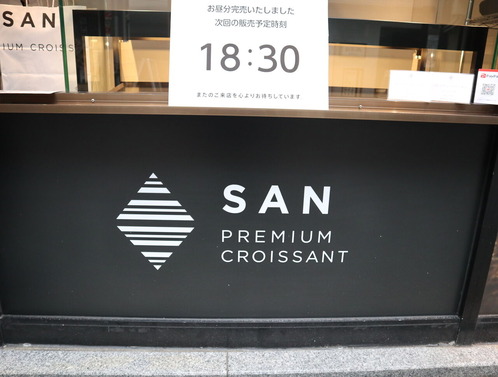 お昼分完売いたしました
次回の販売予定時刻
18:30
またのご来店を心よりお待ちしています
SAN
PREMIUM CROISS
SAN
PREMIUM
CROISSANT